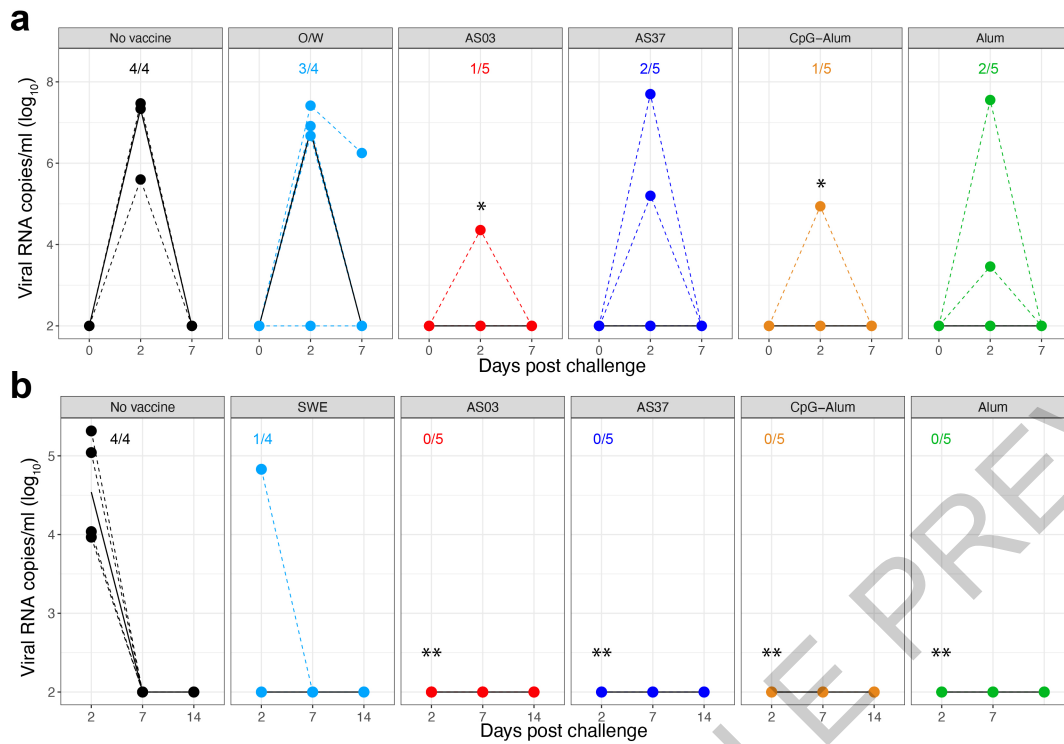 a
No vaccine O/W AS03 AS37 CpG-Alum Alum
4/4 3/4 1/5 2/5 1/5 2/5
8
6
4
2
* *
Viral RNA copies/ml (log10)
0 2 7 0 2 7 0 2 7 0 2 7 0 2 7 0 2 7
Days post challenge
b
No vaccine SWE AS03 AS37 CpG-Alum Alum
4/4 1/4 0/5 0/5 0/5 0/5
5
4
3
2
** ** ** **
Viral RNA copies/ml (log10)
2 7 14 2 7 14 2 7 14 2 7 14 2 7 14 2 7
Days post challenge
LE PREV